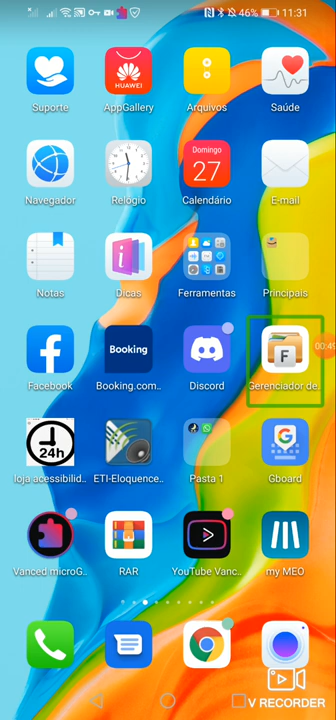 46% 11:31
Suporte AppGallery Arquivos Saúde
HUAWEI
Domingo
27
Navegador Relógio Calendário E-mail
Notas Dicas Ferramentas Principais
Booking
F
00:49
Facebook Booking.com.. Discord Gerenciador de.
24h
G
loja acessibilid.. ETI-Eloquence.. Pasta 1 Gboard
Vanced microG.. RAR YouTube Vanc.. my MEO
V RECORDER